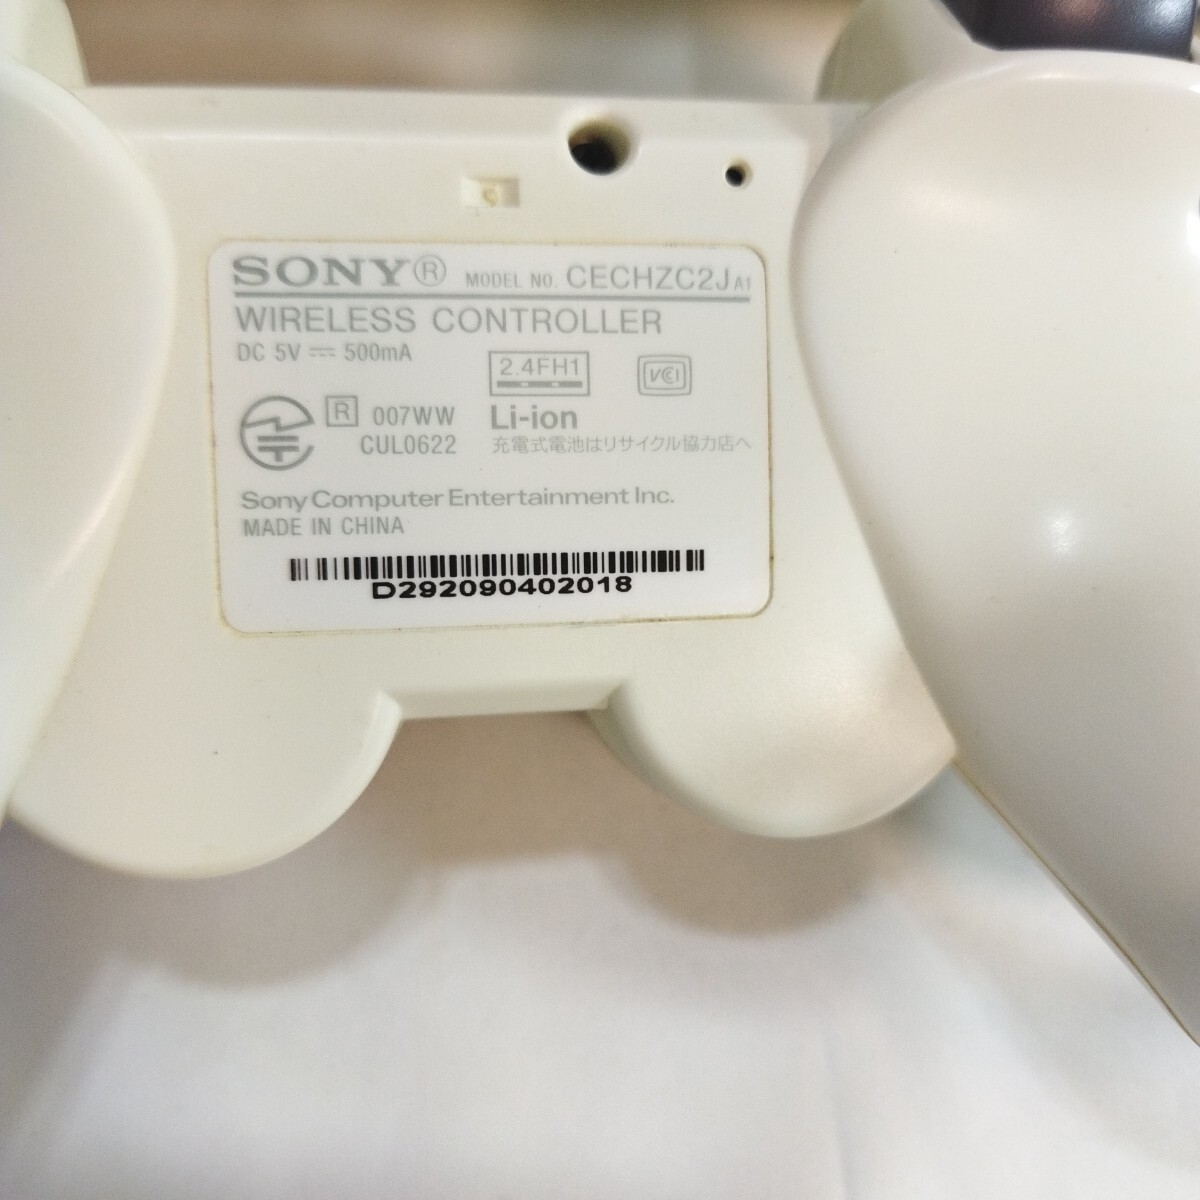 SONY® MODEL NO. CECHZC2J A1
WIRELESS CONTROLLER
DC 5V ⎓ 500mA
2.4FH1
VCI
R 007WW
CUL0622
Li-ion
充電式電池はリサイクル協力店へ
Sony Computer Entertainment Inc.
MADE IN CHINA
D292090402018